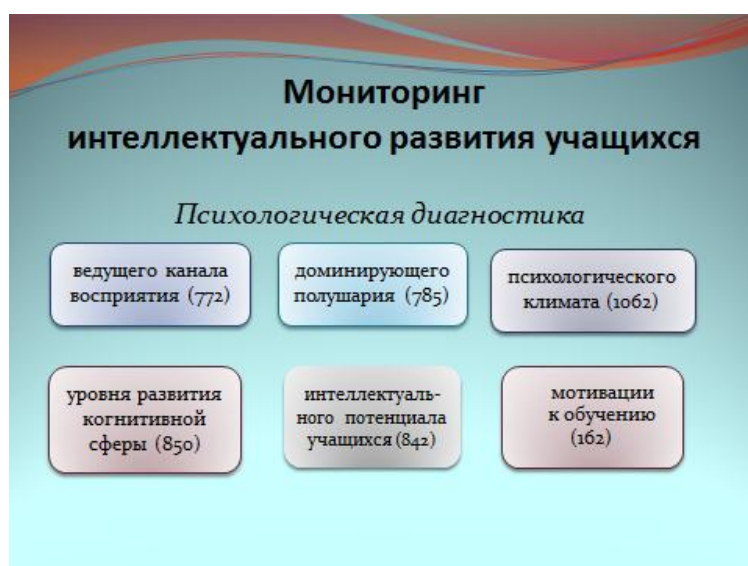 Мониторинг
интеллектуального развития учащихся
Психологическая диагностика
ведущего канала
восприятия (772)
доминирующего
полушария (785)
психологического
климата (1062)
уровня развития
когнитивной
сферы (850)
интеллектуаль-
ного потенциала
учащихся (842)
мотивации
к обучению
(162)